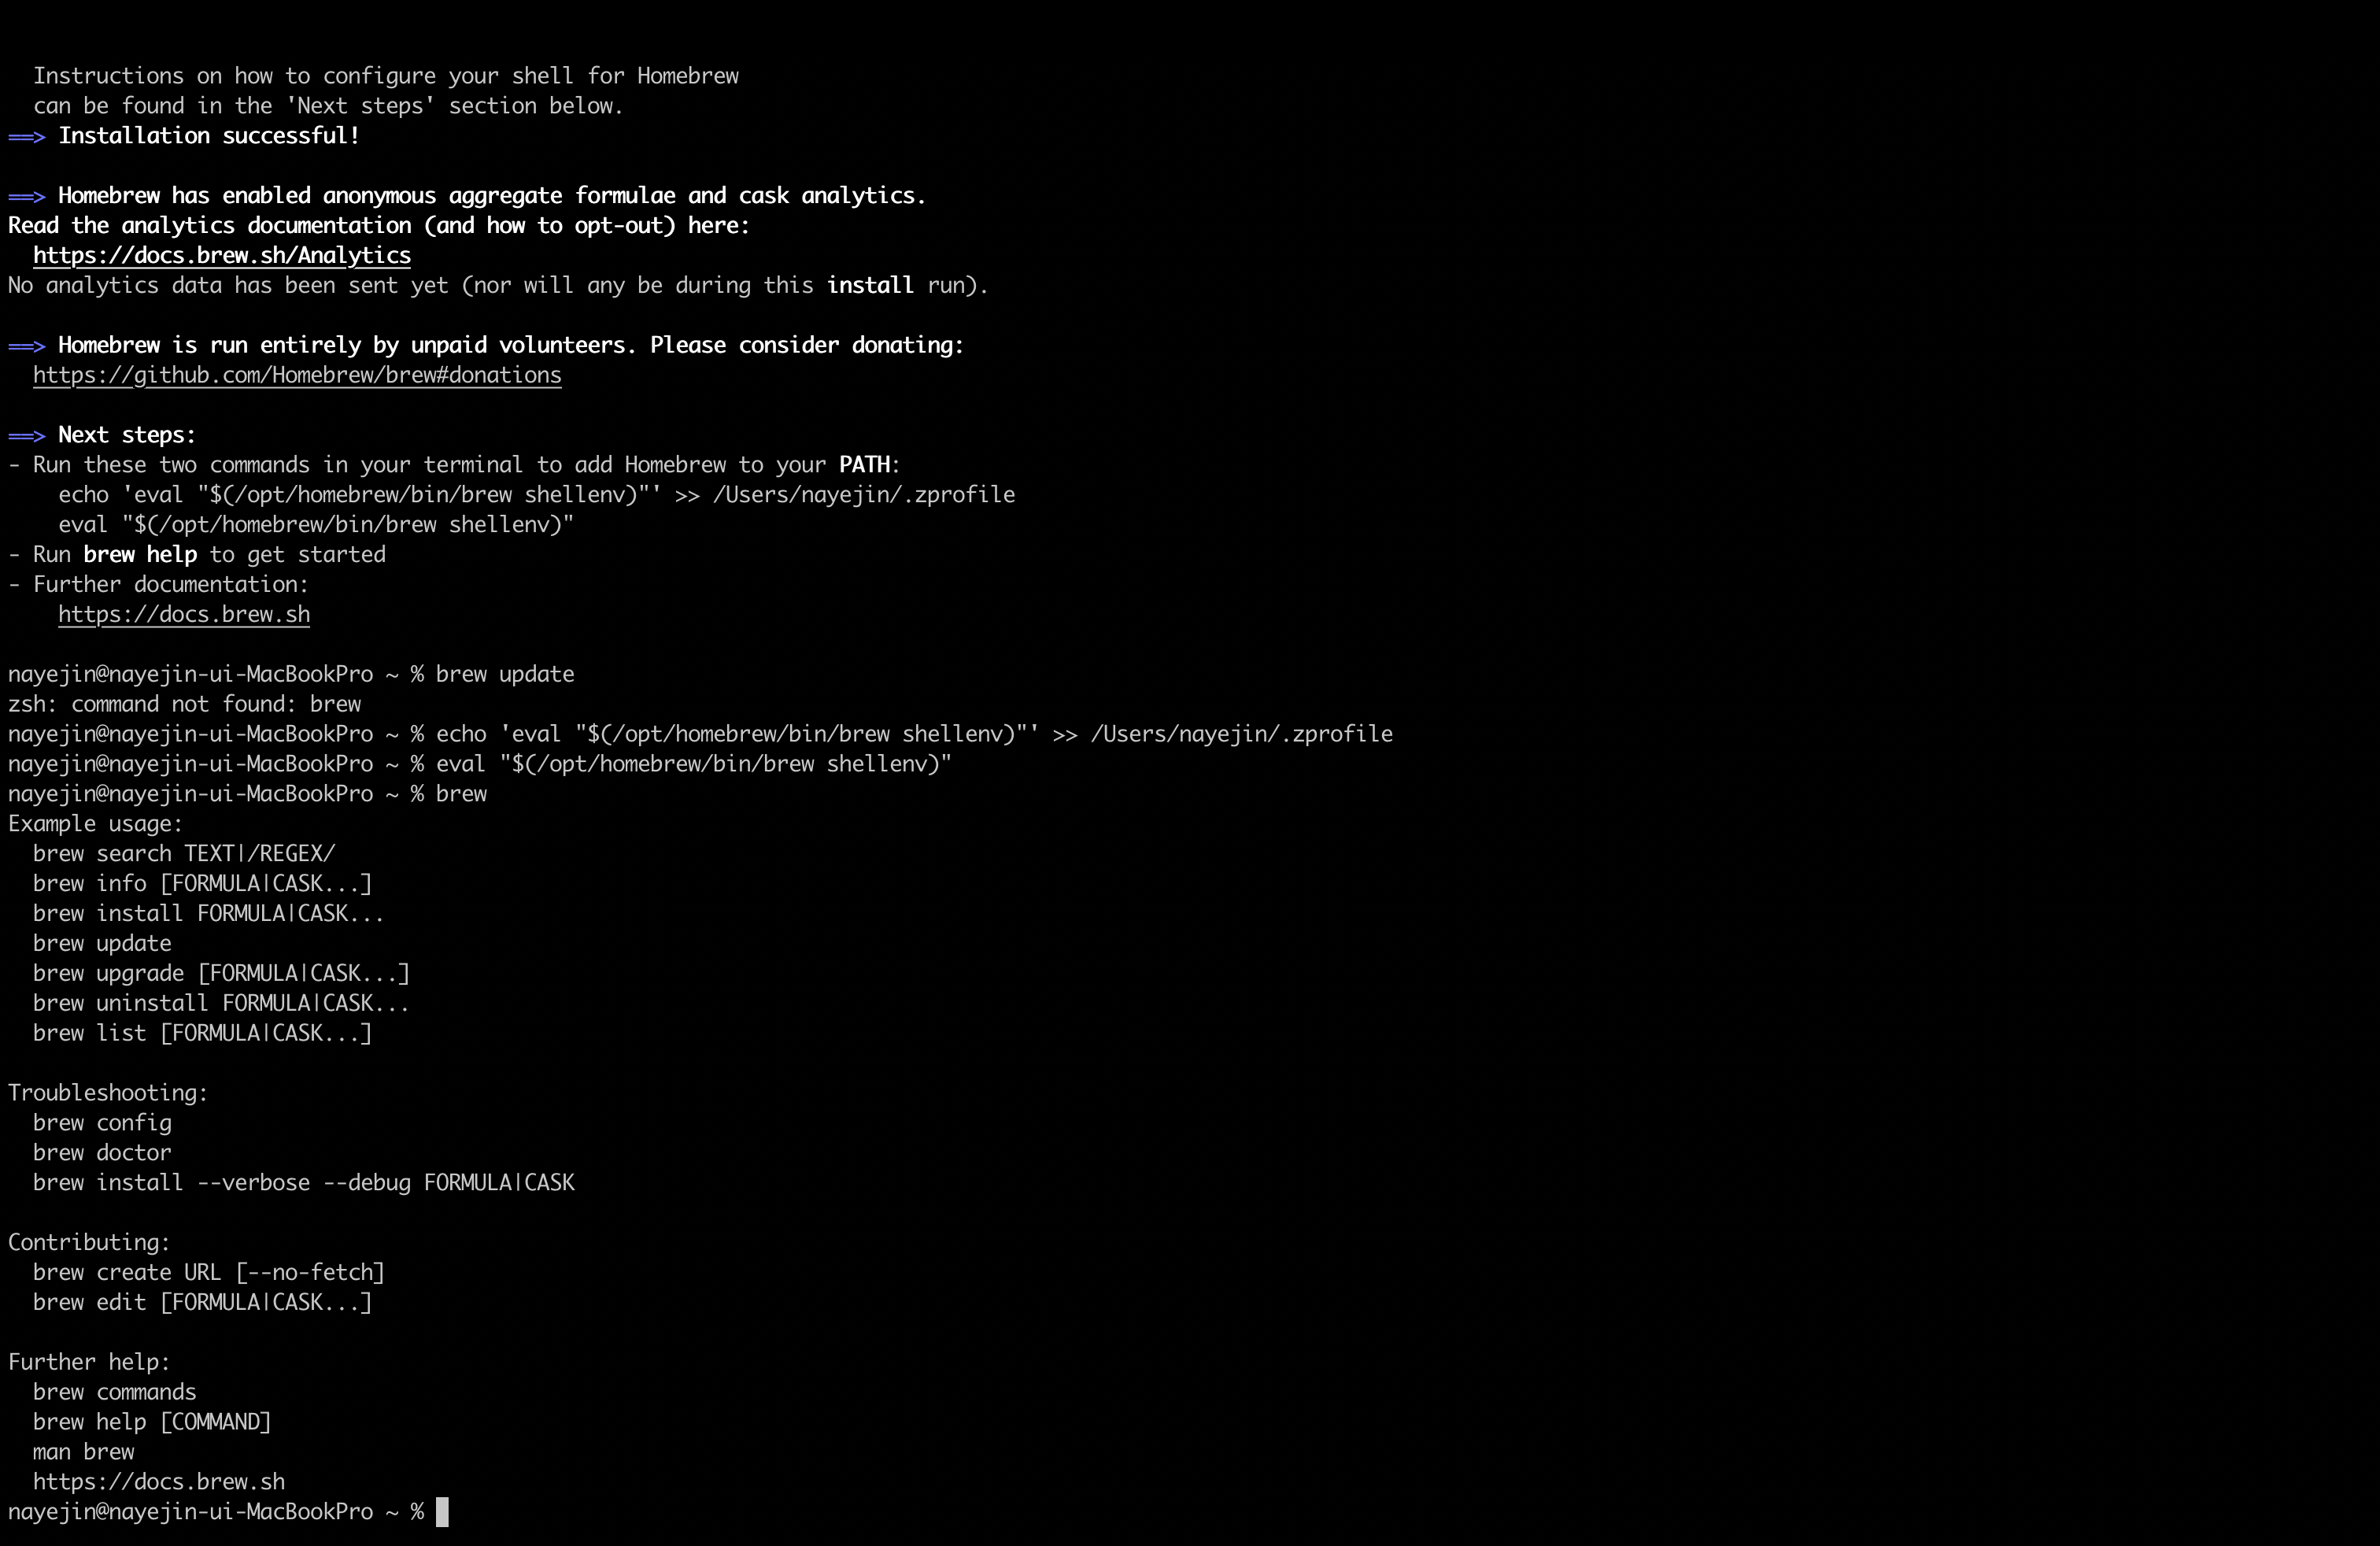 Instructions on how to configure your shell for Homebrew
can be found in the 'Next steps' section below.
==> Installation successful!
==> Homebrew has enabled anonymous aggregate formulae and cask analytics.
Read the analytics documentation (and how to opt-out) here:
https://docs.brew.sh/Analytics
No analytics data has been sent yet (nor will any be during this install run).
==> Homebrew is run entirely by unpaid volunteers. Please consider donating:
https://github.com/Homebrew/brew#donations
==> Next steps:
- Run these two commands in your terminal to add Homebrew to your PATH:
echo 'eval "$(/opt/homebrew/bin/brew shellenv)"' >> /Users/nayejin/.zprofile
eval "$(/opt/homebrew/bin/brew shellenv)"
- Run brew help to get started
- Further documentation:
https://docs.brew.sh
nayejin@nayejin-ui-MacBookPro ~ % brew update
zsh: command not found: brew
nayejin@nayejin-ui-MacBookPro ~ % echo 'eval "$(/opt/homebrew/bin/brew shellenv)"' >> /Users/nayejin/.zprofile
nayejin@nayejin-ui-MacBookPro ~ % eval "$(/opt/homebrew/bin/brew shellenv)"
nayejin@nayejin-ui-MacBookPro ~ % brew
Example usage:
brew search TEXT|/REGEX/
brew info [FORMULA|CASK...]
brew install FORMULA|CASK...
brew update
brew upgrade [FORMULA|CASK...]
brew uninstall FORMULA|CASK...
brew list [FORMULA|CASK...]
Troubleshooting:
brew config
brew doctor
brew install --verbose --debug FORMULA|CASK
Contributing:
brew create URL [--no-fetch]
brew edit [FORMULA|CASK...]
Further help:
brew commands
brew help [COMMAND]
man brew
https://docs.brew.sh
nayejin@nayejin-ui-MacBookPro ~ %